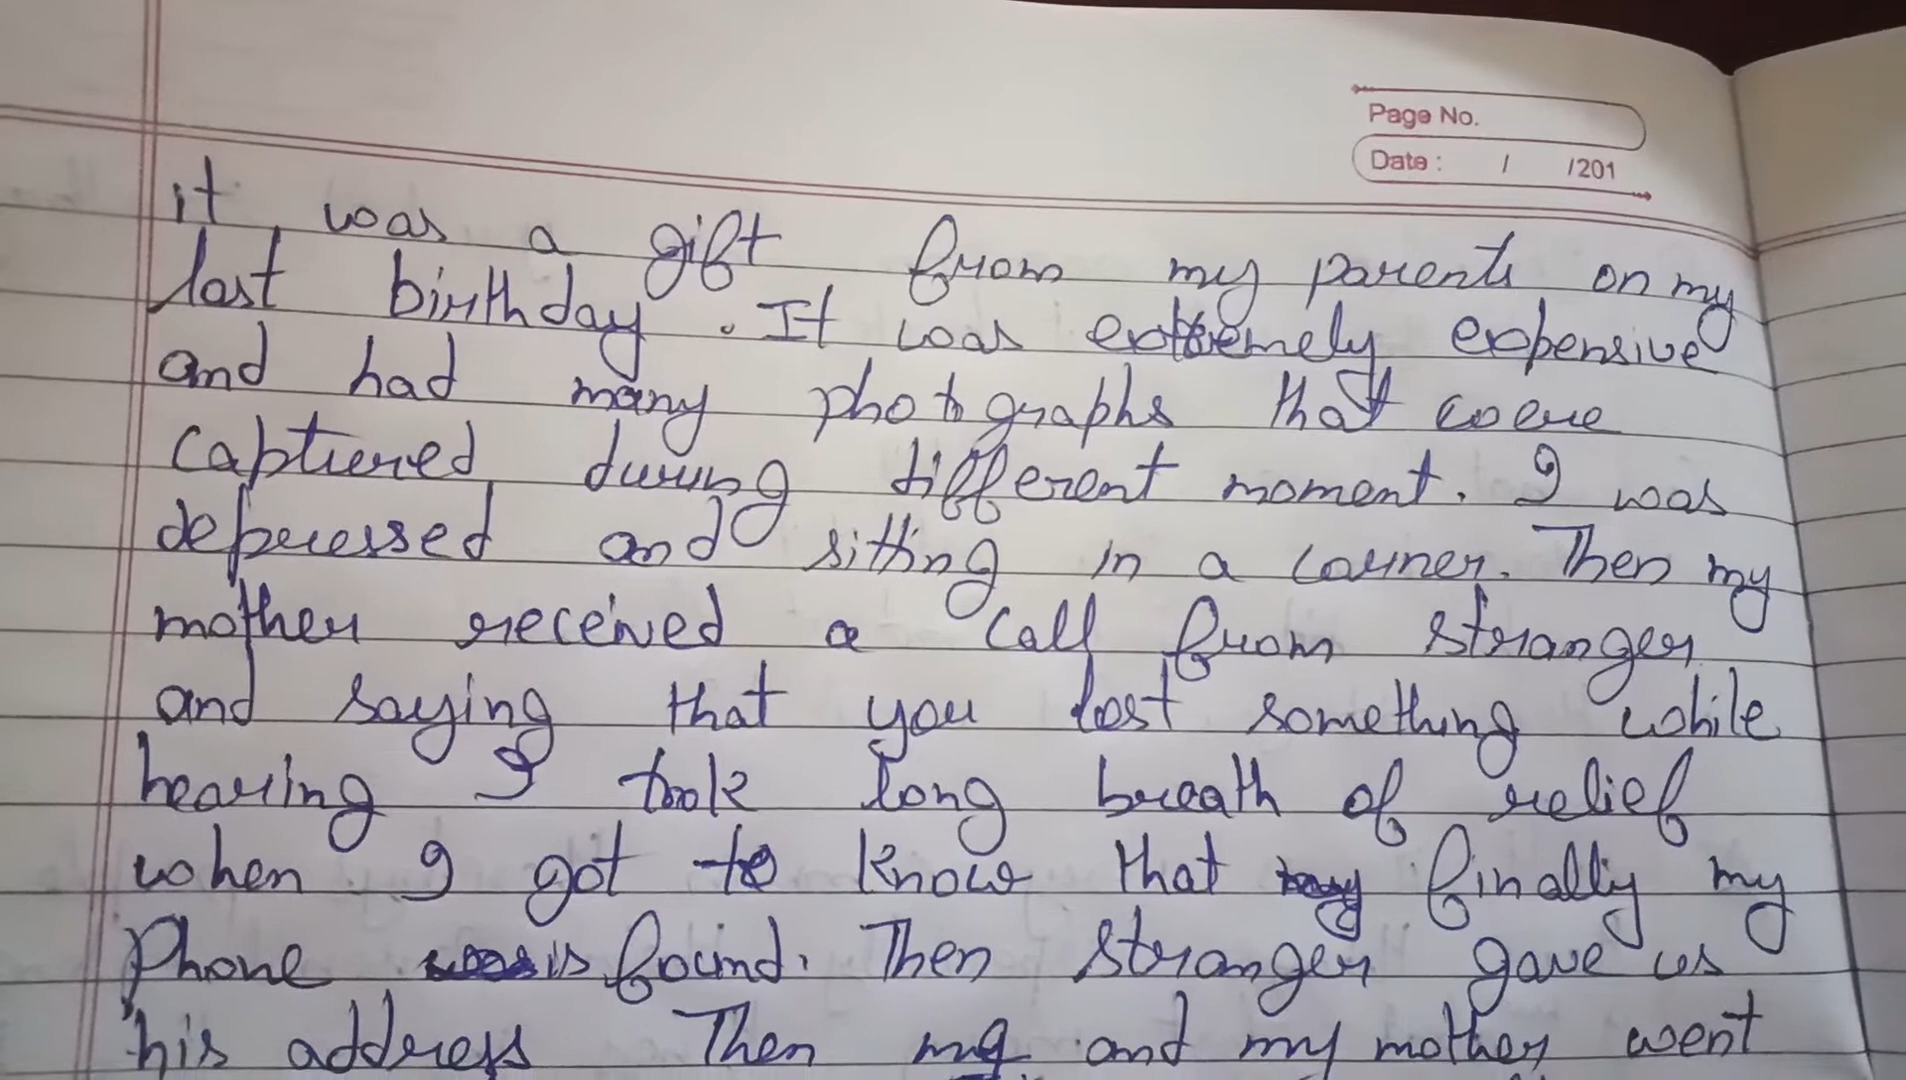 Page No.
Date : / /201
it was a gift from my parents on my
last birthday. It was extremely expensive
and had many photographs that were
captured during different moment. I was
depressed and sitting in a corner. Then my
mother received a call from stranger
and saying that you lost something while
hearing I took long breath of relief
when I got to know that finally my
Phone is found. Then stranger gave us
his address Then my and my mother went